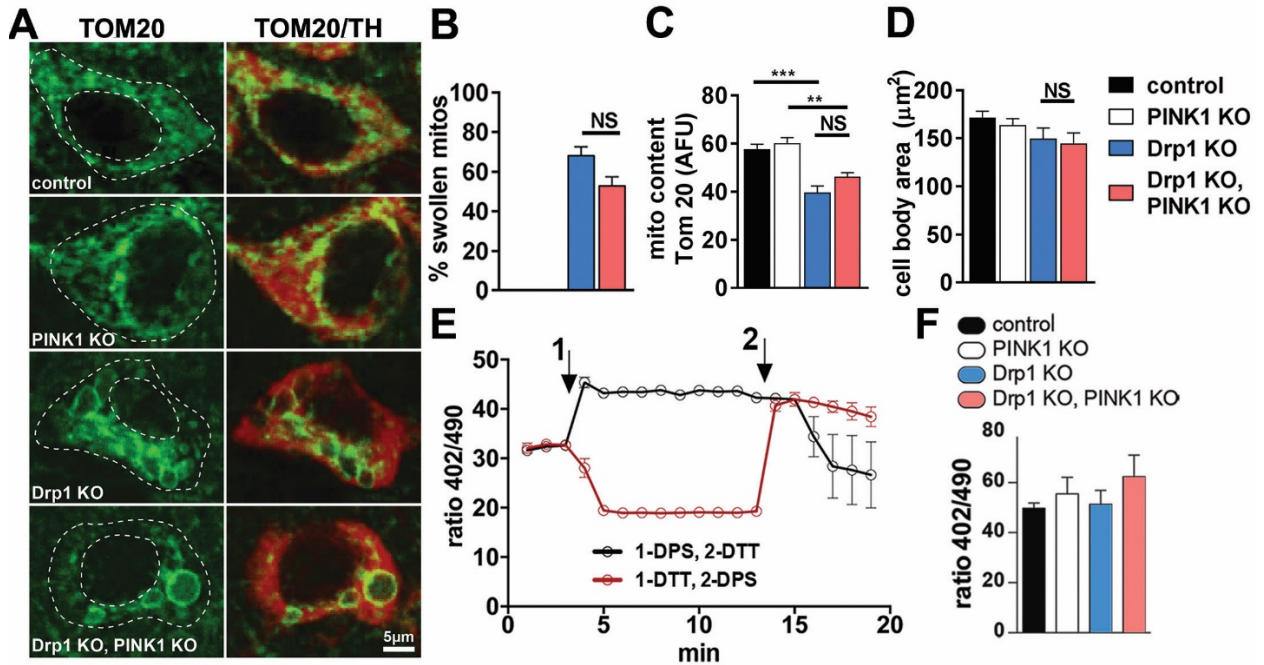 A
TOM20
TOM20/TH
control
PINK1 KO
Drp1 KO
Drp1 KO, PINK1 KO
5μm
B
% swollen mitos
100
80
60
40
20
0
NS
C
mito content
Tom 20 (AFU)
80
60
40
20
0
***
**
NS
D
cell body area (μm²)
200
150
100
50
0
NS
control
PINK1 KO
Drp1 KO
Drp1 KO,
PINK1 KO
E
ratio 402/490
50
40
30
20
10
0
1
2
1-DPS, 2-DTT
1-DTT, 2-DPS
0
5
10
15
20
min
F
control
PINK1 KO
Drp1 KO
Drp1 KO, PINK1 KO
ratio 402/490
80
60
40
20
0